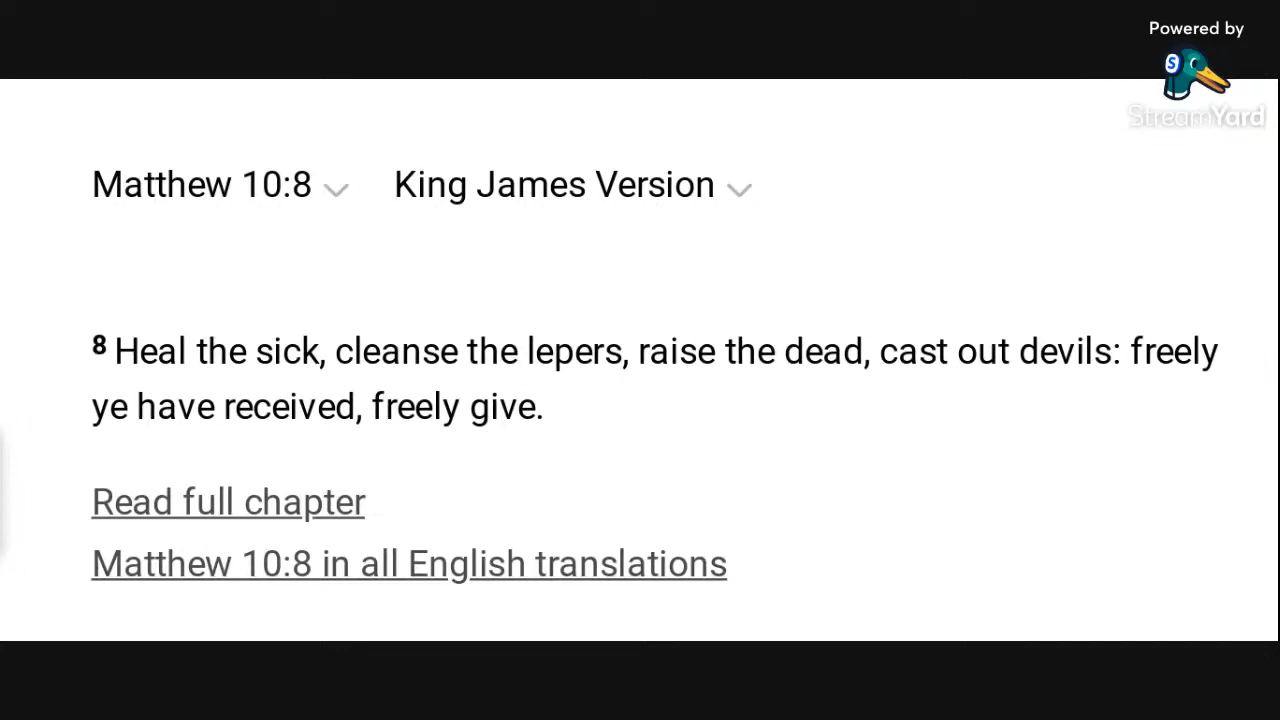 Powered by
S
StreamYard
Matthew 10:8 King James Version
8 Heal the sick, cleanse the lepers, raise the dead, cast out devils: freely
ye have received, freely give.
Read full chapter
Matthew 10:8 in all English translations